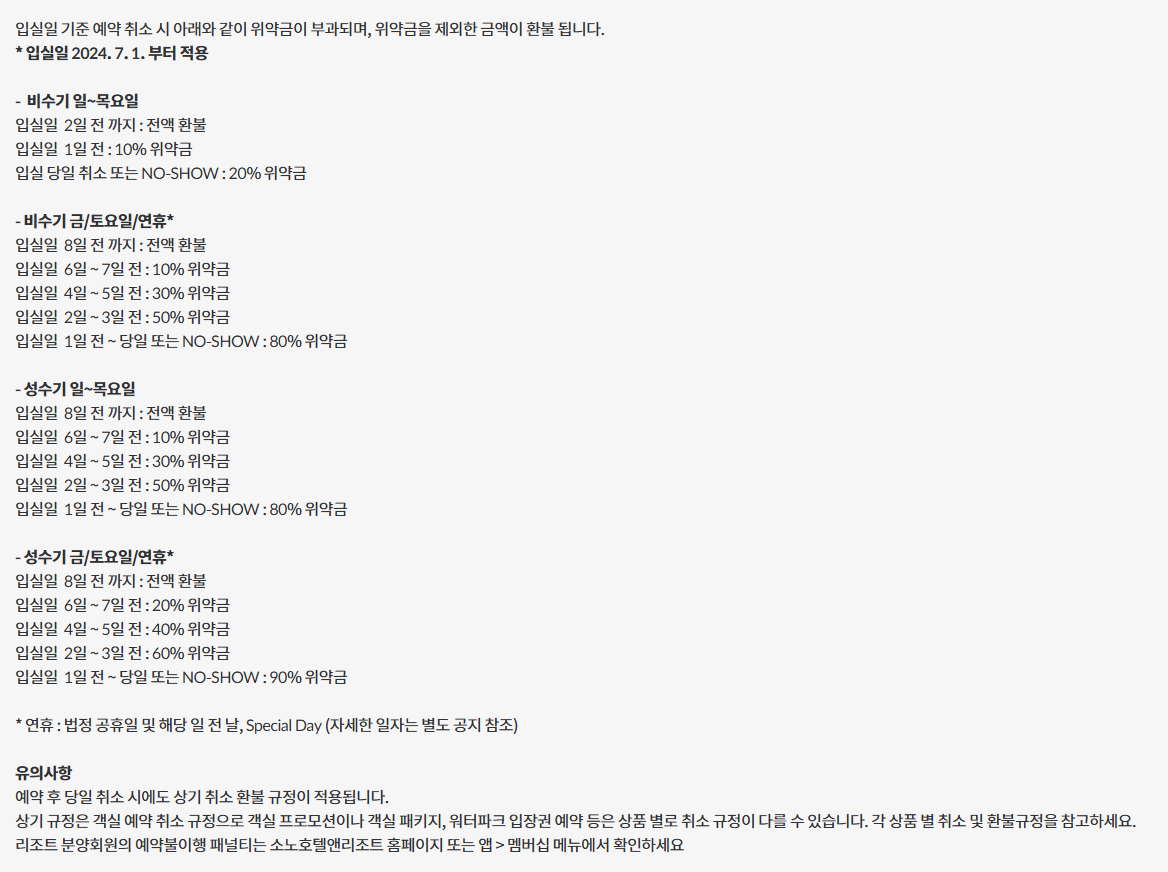 입실일 기준 예약 취소 시 아래와 같이 위약금이 부과되며, 위약금을 제외한 금액이 환불 됩니다.
* 입실일 2024. 7. 1. 부터 적용
- 비수기 일~목요일
입실일 2일 전 까지 : 전액 환불
입실일 1일 전 : 10% 위약금
입실 당일 취소 또는 NO-SHOW : 20% 위약금
- 비수기 금/토요일/연휴*
입실일 8일 전 까지 : 전액 환불
입실일 6일 ~ 7일 전 : 10% 위약금
입실일 4일 ~ 5일 전 : 30% 위약금
입실일 2일 ~ 3일 전 : 50% 위약금
입실일 1일 전 ~ 당일 또는 NO-SHOW : 80% 위약금
- 성수기 일~목요일
입실일 8일 전 까지 : 전액 환불
입실일 6일 ~ 7일 전 : 10% 위약금
입실일 4일 ~ 5일 전 : 30% 위약금
입실일 2일 ~ 3일 전 : 50% 위약금
입실일 1일 전 ~ 당일 또는 NO-SHOW : 80% 위약금
- 성수기 금/토요일/연휴*
입실일 8일 전 까지 : 전액 환불
입실일 6일 ~ 7일 전 : 20% 위약금
입실일 4일 ~ 5일 전 : 40% 위약금
입실일 2일 ~ 3일 전 : 60% 위약금
입실일 1일 전 ~ 당일 또는 NO-SHOW : 90% 위약금
* 연휴 : 법정 공휴일 및 해당 일 전 날, Special Day (자세한 일자는 별도 공지 참조)
유의사항
예약 후 당일 취소 시에도 상기 취소 환불 규정이 적용됩니다.
상기 규정은 객실 예약 취소 규정으로 객실 프로모션이나 객실 패키지, 워터파크 입장권 예약 등은 상품 별로 취소 규정이 다를 수 있습니다. 각 상품 별 취소 및 환불규정을 참고하세요.
리조트 분양회원의 예약불이행 패널티는 소노호텔앤리조트 홈페이지 또는 앱 > 멤버십 메뉴에서 확인하세요